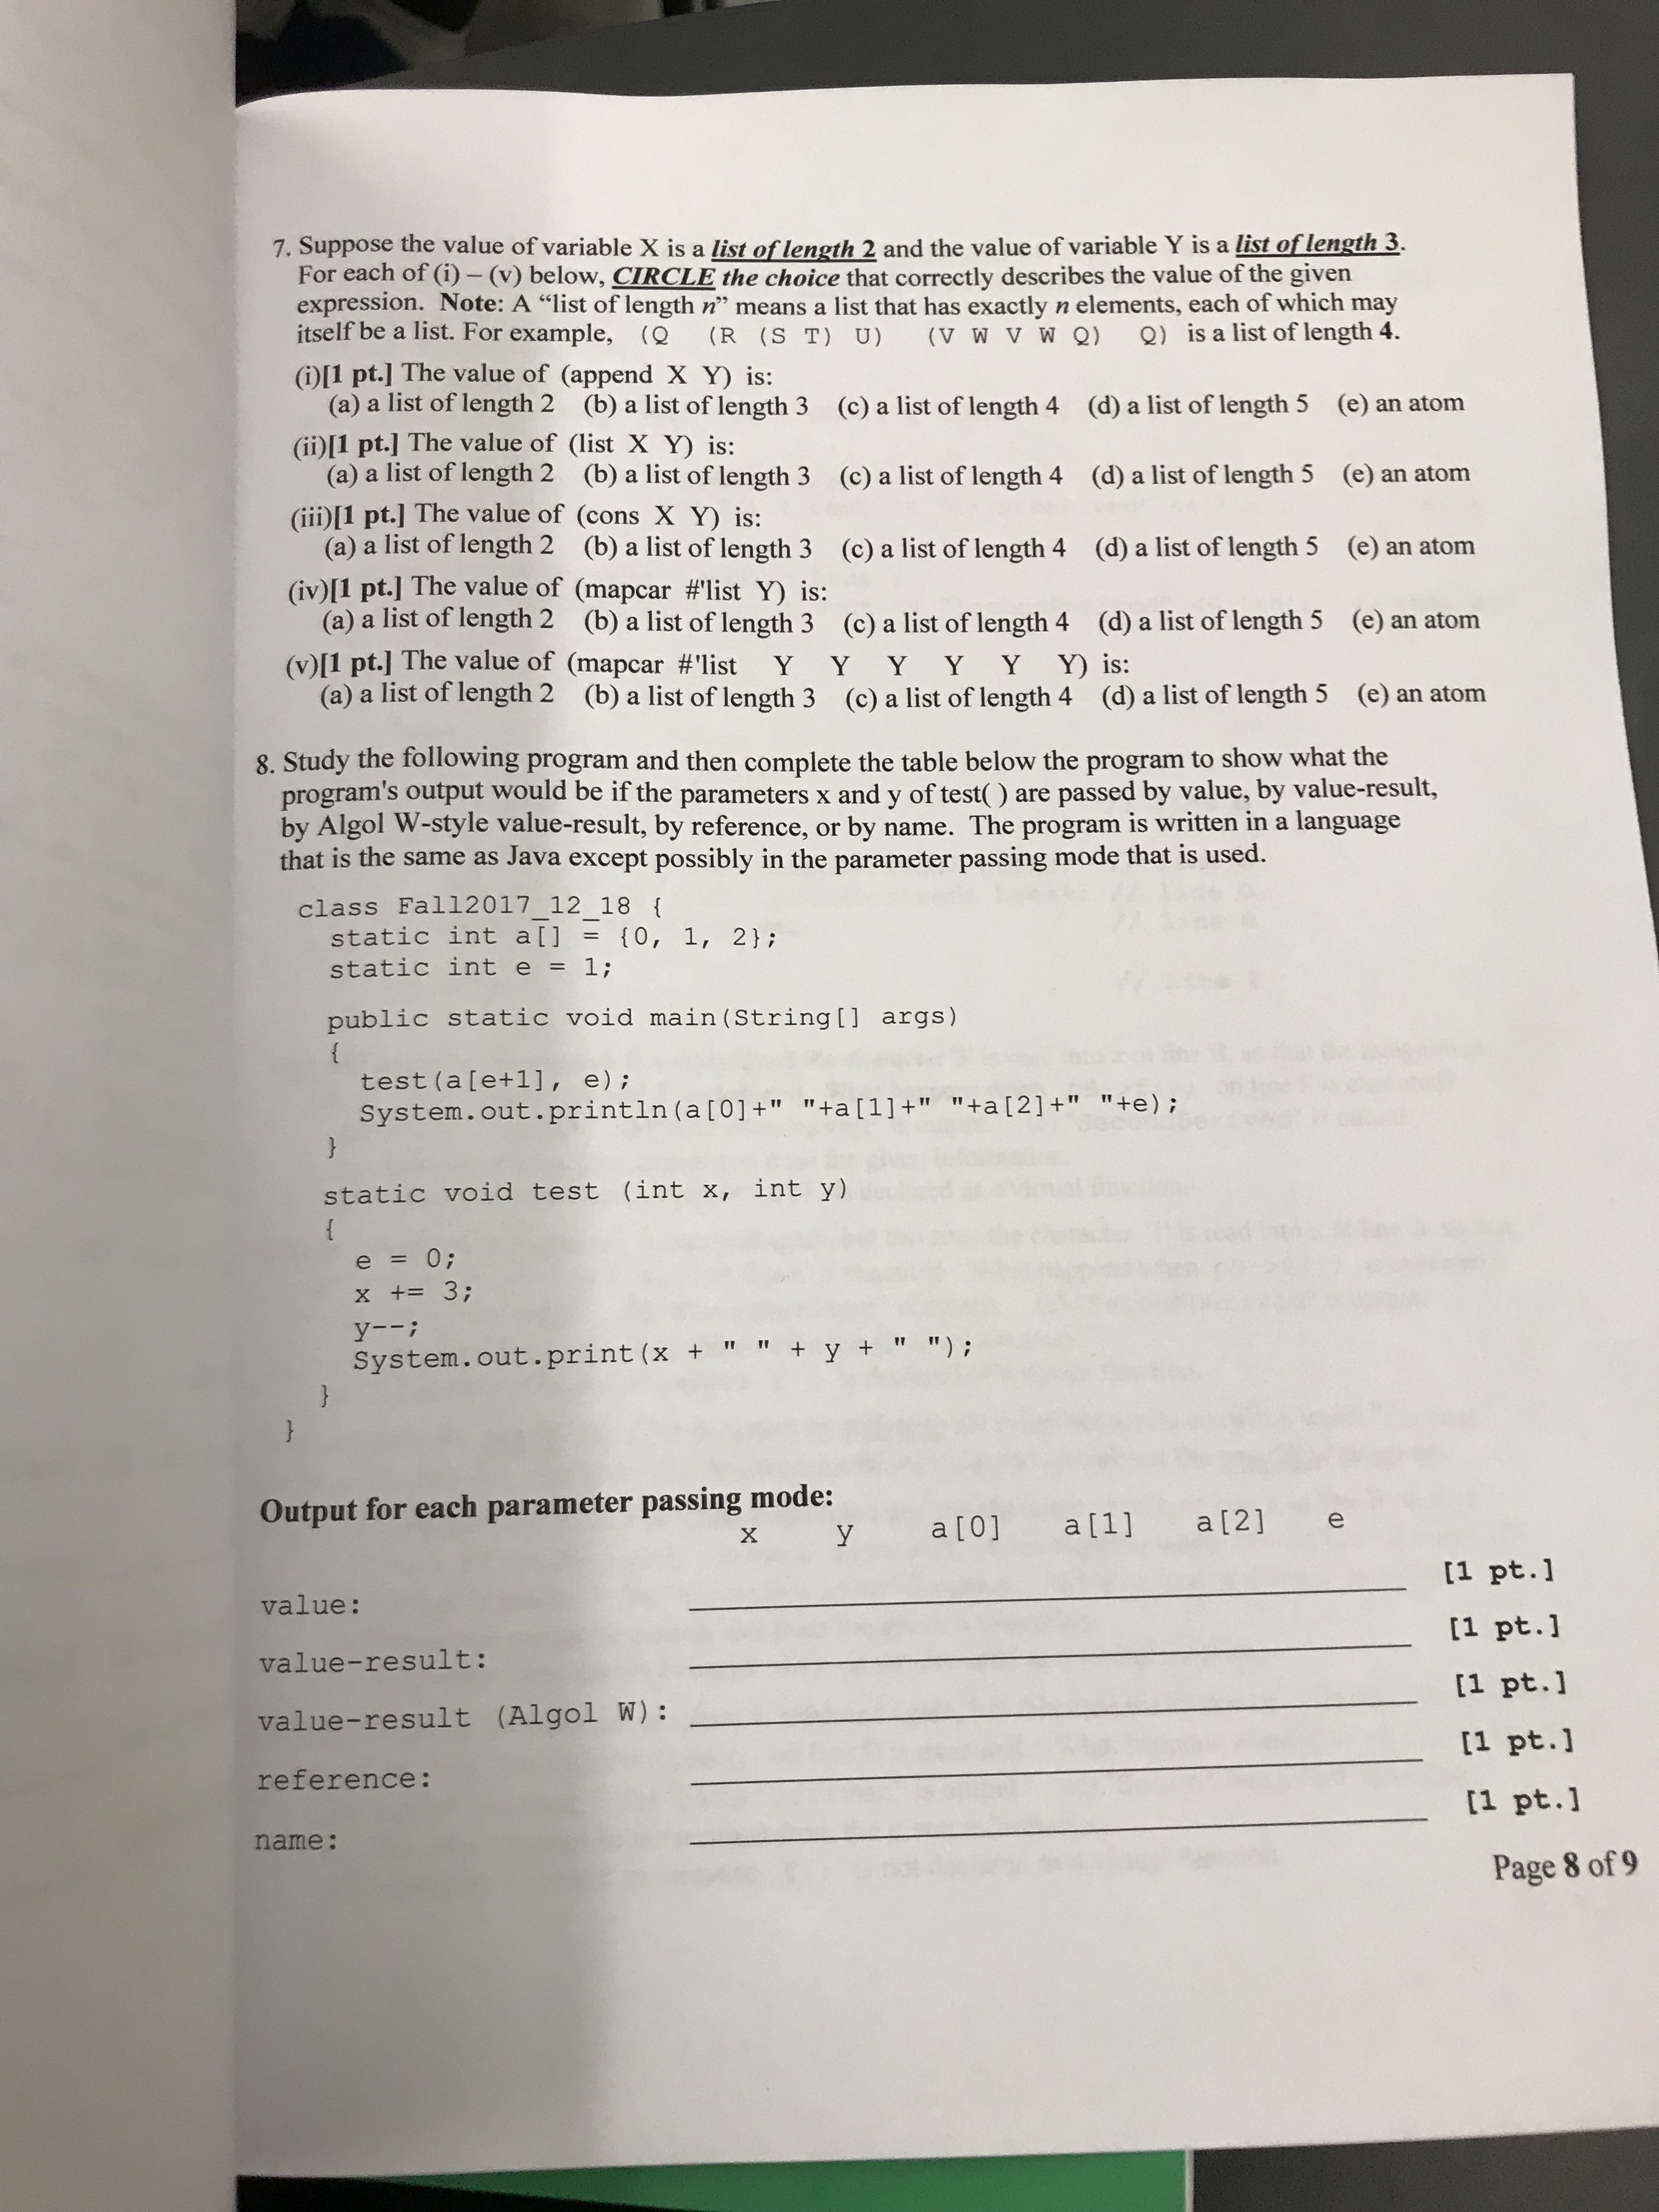 7. Suppose the value of variable X is a list of length 2 and the value of variable Y is a list of length 3.
For each of (i) – (v) below, CIRCLE the choice that correctly describes the value of the given
expression. Note: A “list of length n” means a list that has exactly n elements, each of which may
itself be a list. For example, (Q (R (S T) U) (V W V W Q) Q) is a list of length 4.
(i)[1 pt.] The value of (append X Y) is:
(a) a list of length 2 (b) a list of length 3 (c) a list of length 4 (d) a list of length 5 (e) an atom
(ii)[1 pt.] The value of (list X Y) is:
(a) a list of length 2 (b) a list of length 3 (c) a list of length 4 (d) a list of length 5 (e) an atom
(iii)[1 pt.] The value of (cons X Y) is:
(a) a list of length 2 (b) a list of length 3 (c) a list of length 4 (d) a list of length 5 (e) an atom
(iv)[1 pt.] The value of (mapcar #'list Y) is:
(a) a list of length 2 (b) a list of length 3 (c) a list of length 4 (d) a list of length 5 (e) an atom
(v)[1 pt.] The value of (mapcar #'list Y Y Y Y Y Y) is:
(a) a list of length 2 (b) a list of length 3 (c) a list of length 4 (d) a list of length 5 (e) an atom
8. Study the following program and then complete the table below the program to show what the
program's output would be if the parameters x and y of test( ) are passed by value, by value-result,
by Algol W-style value-result, by reference, or by name. The program is written in a language
that is the same as Java except possibly in the parameter passing mode that is used.
class Fall2017_12_18 {
static int a[] = {0, 1, 2};
static int e = 1;
public static void main(String[] args)
{
test(a[e+1], e);
System.out.println(a[0]+" "+a[1]+" "+a[2]+" "+e);
}
static void test (int x, int y)
{
e = 0;
x += 3;
y--;
System.out.print(x + " " + y + " ");
}
}
Output for each parameter passing mode:
x y a[0] a[1] a[2] e
value: [1 pt.]
value-result: [1 pt.]
value-result (Algol W): [1 pt.]
reference: [1 pt.]
name: [1 pt.]
Page 8 of 9